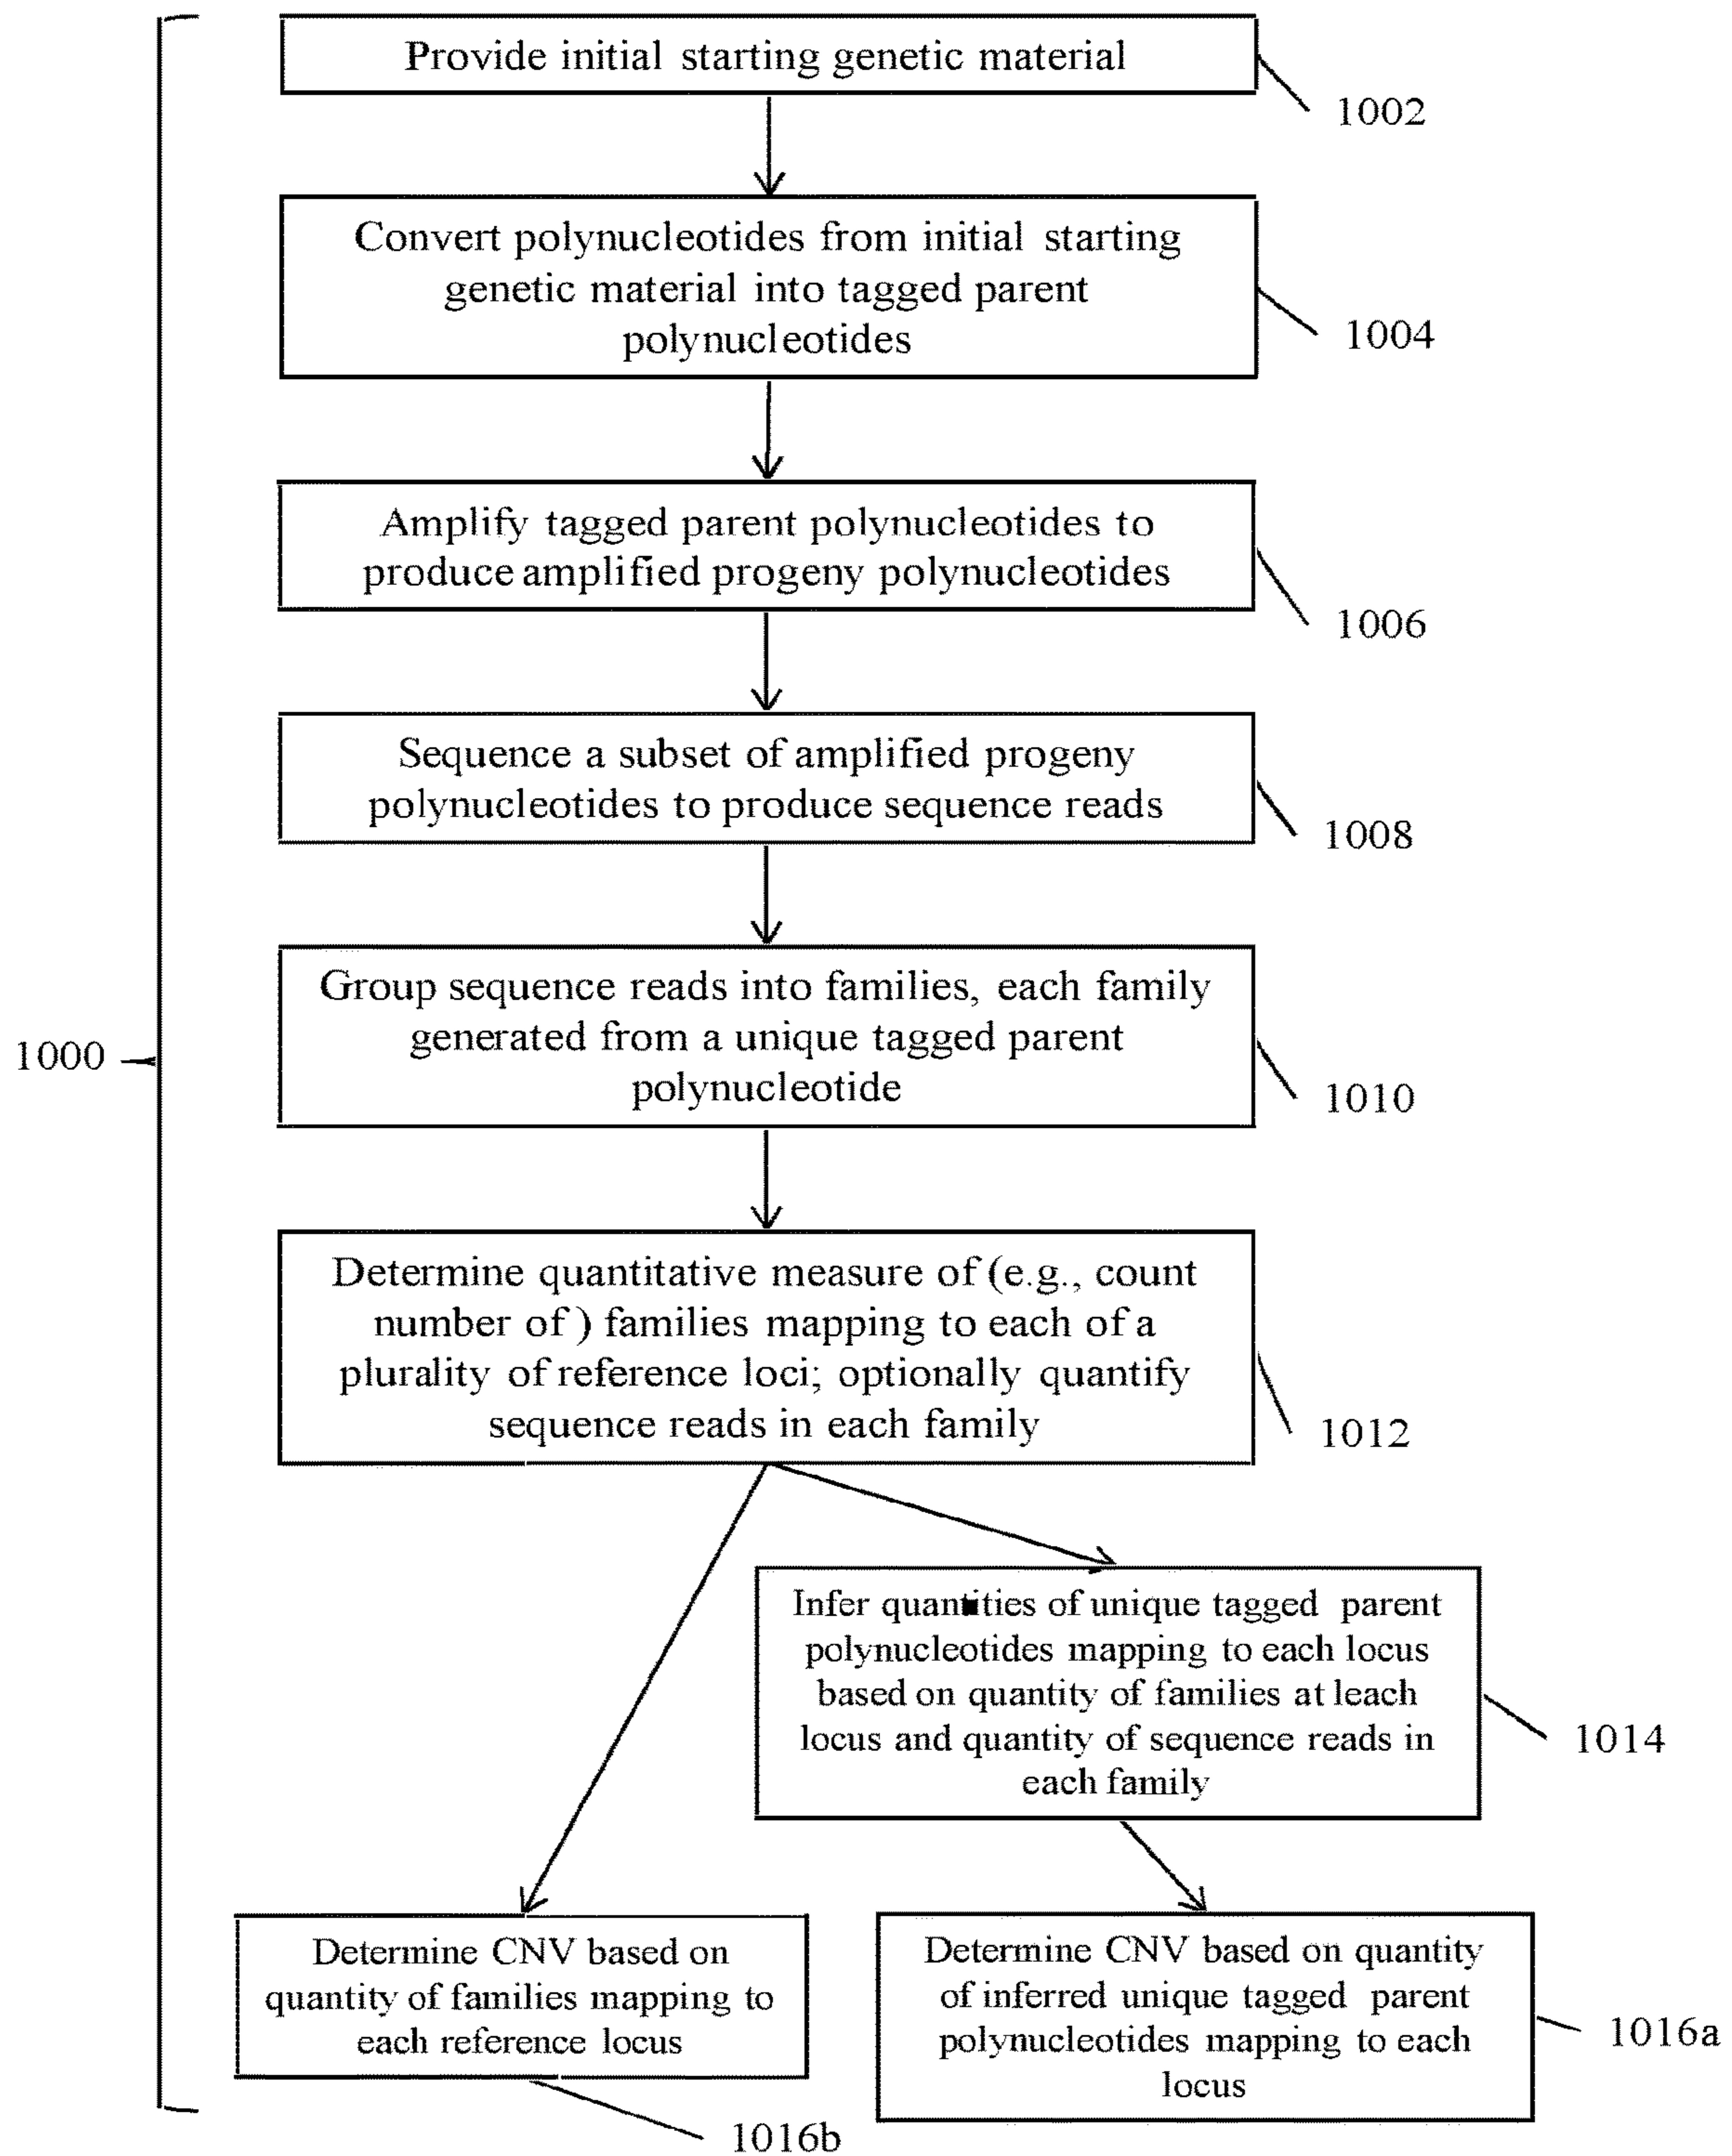 Provide initial starting genetic material
1002
Convert polynucleotides from initial starting
genetic material into tagged parent
polynucleotides
1004
Amplify tagged parent polynucleotides to
produce amplified progeny polynucleotides
1006
Sequence a subset of amplified progeny
polynucleotides to produce sequence reads
1008
Group sequence reads into families, each family
generated from a unique tagged parent
polynucleotide
1000
1010
Determine quantitative measure of (e.g., count
number of ) families mapping to each of a
plurality of reference loci; optionally quantify
sequence reads in each family
1012
Infer quantities of unique tagged parent
polynucleotides mapping to each locus
based on quantity of families at leach
locus and quantity of sequence reads in
each family
1014
Determine CNV based on
quantity of families mapping to
each reference locus
1016b
Determine CNV based on quantity
of inferred unique tagged parent
polynucleotides mapping to each
locus
1016a